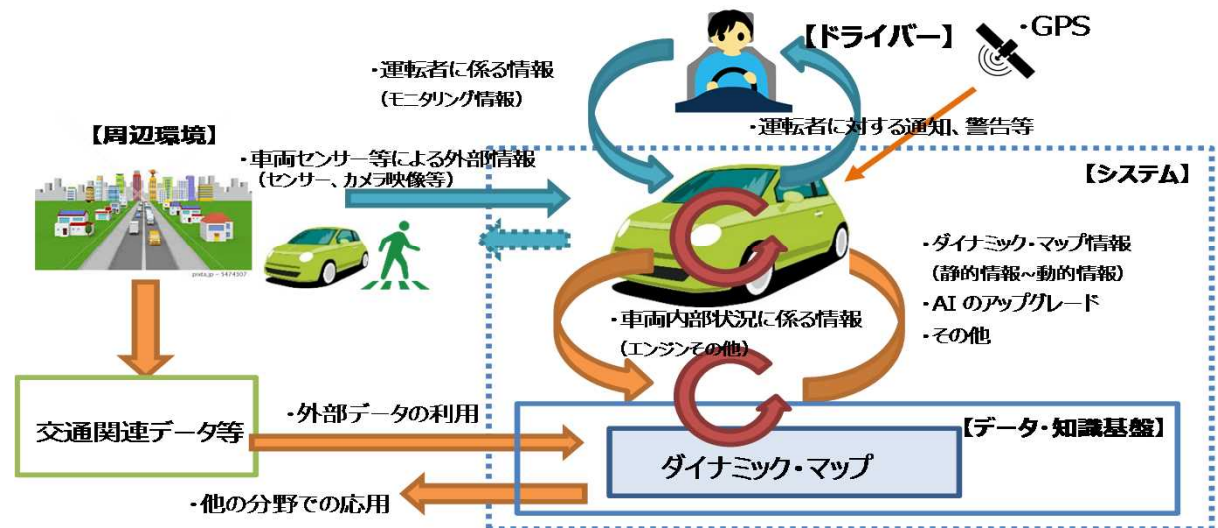 【ドライバー】
・GPS
・運転者に係る情報
（モニタリング情報）
・運転者に対する通知、警告等
【周辺環境】
・車両センサー等による外部情報
（センサー、カメラ映像等）
【システム】
pixta.jp - 5474307
・ダイナミック・マップ情報
（静的情報~動的情報）
・AI のアップグレード
・その他
・車両内部状況に係る情報
（エンジンその他）
交通関連データ等
・外部データの利用
【データ・知識基盤】
ダイナミック・マップ
・他の分野での応用